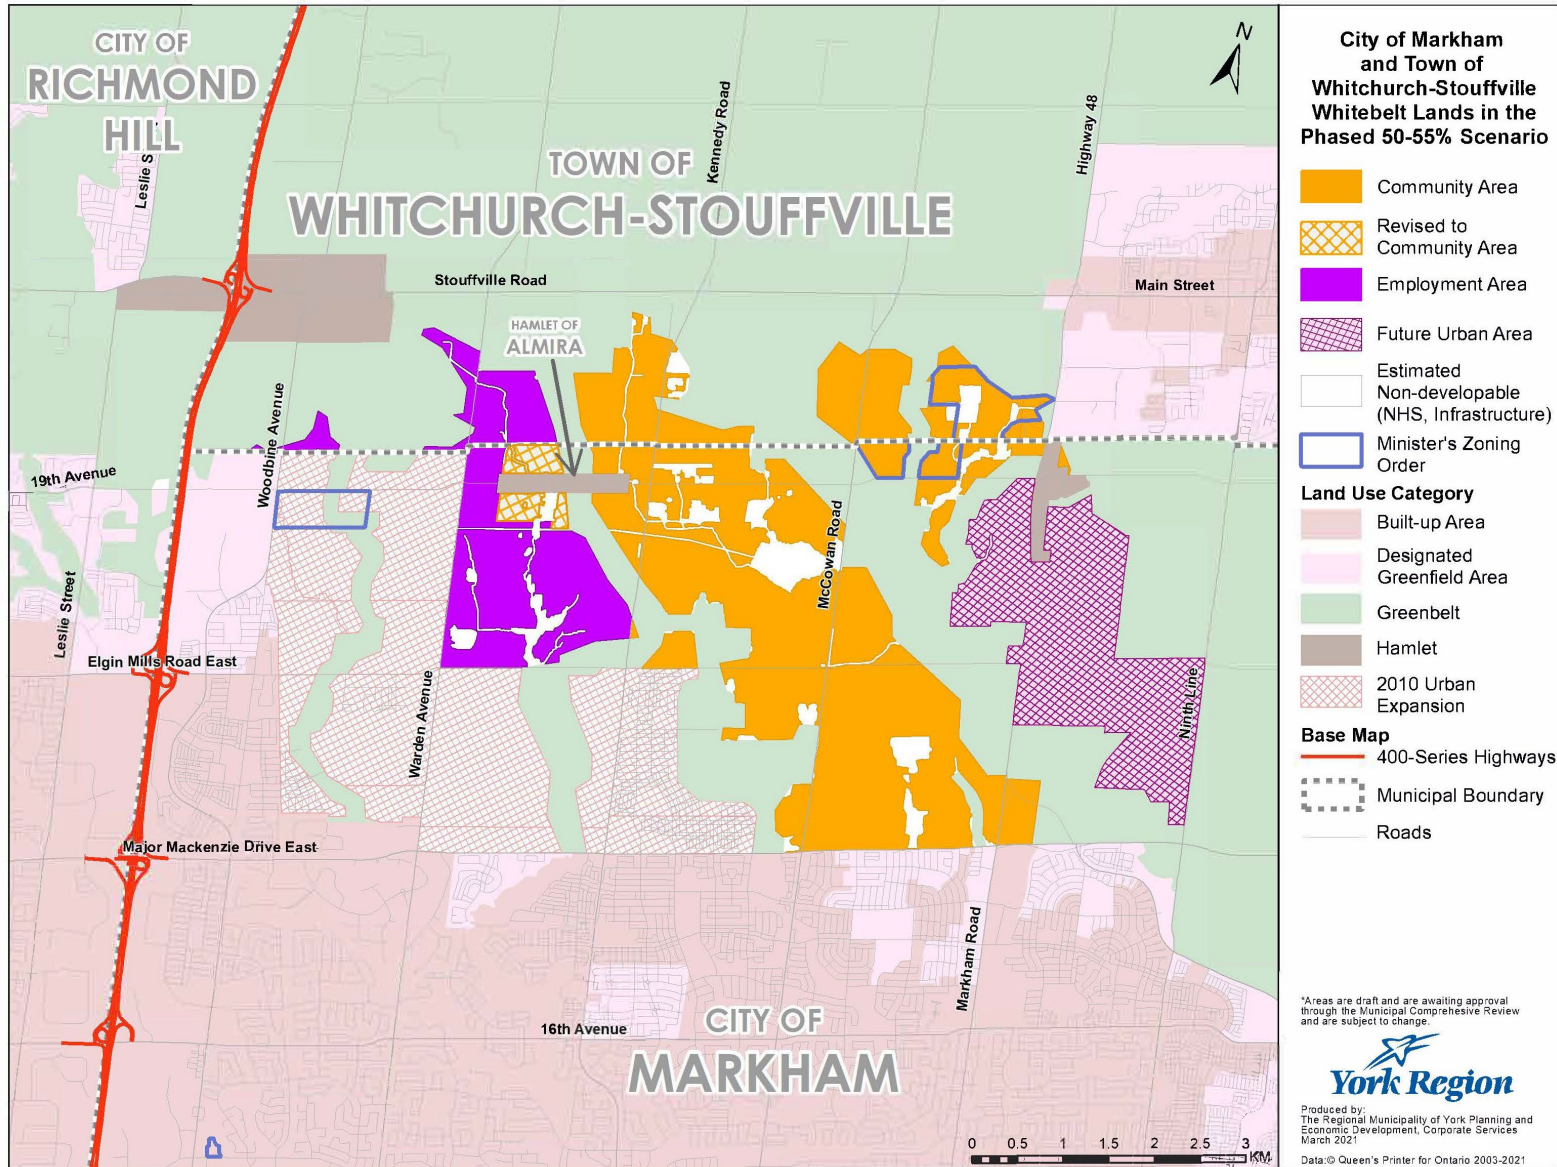 CITY OF
RICHMOND
HILL
TOWN OF
WHITCHURCH-STOUFFVILLE
HAMLET OF
ALMIRA
CITY OF
MARKHAM
N
Kennedy Road
Highway 48
Stouffville Road
Main Street
Woodbine Avenue
19th Avenue
Leslie Street
Elgin Mills Road East
Warden Avenue
McCowan Road
Ninth Line
Major Mackenzie Drive East
Markham Road
16th Avenue
Leslie S
0 0.5 1 1.5 2 2.5 3
KM
City of Markham
and Town of
Whitchurch-Stouffville
Whitebelt Lands in the
Phased 50-55% Scenario
Community Area
Revised to
Community Area
Employment Area
Future Urban Area
Estimated
Non-developable
(NHS, Infrastructure)
Minister's Zoning
Order
Land Use Category
Built-up Area
Designated
Greenfield Area
Greenbelt
Hamlet
2010 Urban
Expansion
Base Map
400-Series Highways
Municipal Boundary
Roads
*Areas are draft and are awaiting approval
through the Municipal Comprehesive Review
and are subject to change.
York Region
Produced by:
The Regional Municipality of York Planning and
Economic Development, Corporate Services
March 2021
Data:© Queen's Printer for Ontario 2003-2021